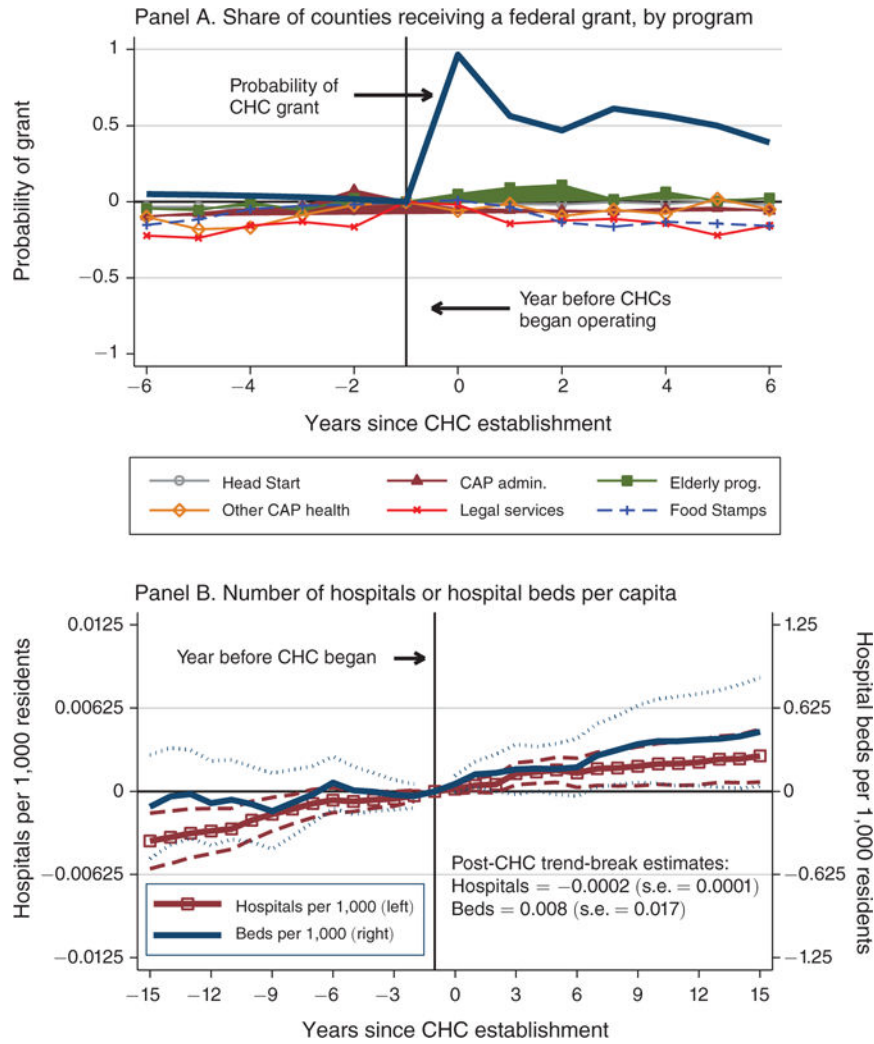 Panel A. Share of counties receiving a federal grant, by program
Probability of grant
1
0.5
0
−0.5
−1
Probability of
CHC grant
Year before CHCs
began operating
−6
−4
−2
0
2
4
6
Years since CHC establishment
Head Start
CAP admin.
Elderly prog.
Other CAP health
Legal services
Food Stamps
Panel B. Number of hospitals or hospital beds per capita
Hospitals per 1,000 residents
0.0125
0.00625
0
−0.00625
−0.0125
Year before CHC began
Post-CHC trend-break estimates:
Hospitals = −0.0002 (s.e. = 0.0001)
Beds = 0.008 (s.e. = 0.017)
Hospitals per 1,000 (left)
Beds per 1,000 (right)
1.25
0.625
0
−0.625
−1.25
Hospital beds per 1,000 residents
−15
−12
−9
−6
−3
0
3
6
9
12
15
Years since CHC establishment